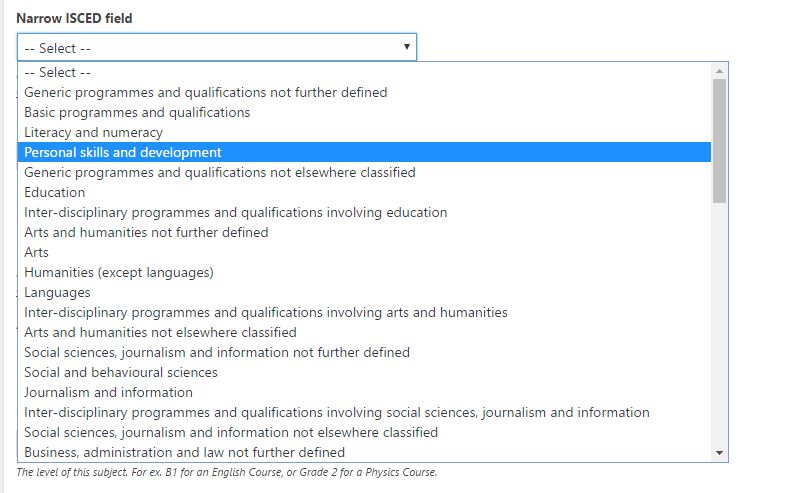 Narrow ISCED field
-- Select --
-- Select --
Generic programmes and qualifications not further defined
Basic programmes and qualifications
Literacy and numeracy
Personal skills and development
Generic programmes and qualifications not elsewhere classified
Education
Inter-disciplinary programmes and qualifications involving education
Arts and humanities not further defined
Arts
Humanities (except languages)
Languages
Inter-disciplinary programmes and qualifications involving arts and humanities
Arts and humanities not elsewhere classified
Social sciences, journalism and information not further defined
Social and behavioural sciences
Journalism and information
Inter-disciplinary programmes and qualifications involving social sciences, journalism and information
Social sciences, journalism and information not elsewhere classified
Business, administration and law not further defined
The level of this subject. For ex. B1 for an English Course, or Grade 2 for a Physics Course.